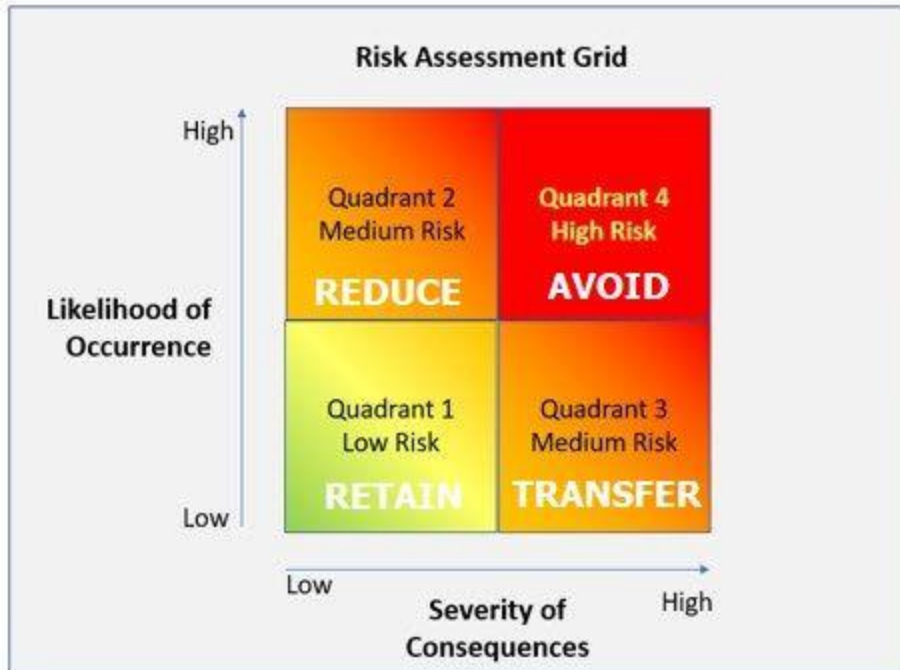 Risk Assessment Grid
High
Quadrant 2
Medium Risk
REDUCE
Quadrant 4
High Risk
AVOID
Likelihood of
Occurrence
Quadrant 1
Low Risk
RETAIN
Quadrant 3
Medium Risk
TRANSFER
Low
Low
High
Severity of
Consequences